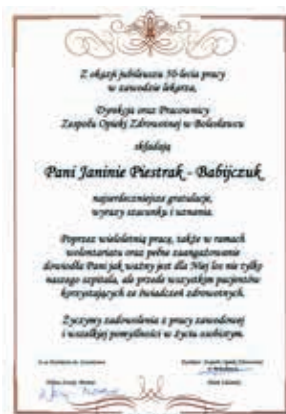 Z okazji jubileuszu 50-lecia pracy
w zawodzie lekarza,
Dyrekcja oraz Pracownicy
Zespołu Opieki Zdrowotnej w Bolesławcu
składają
Pani Janinie Piestrak - Babijczuk
najserdeczniejsze gratulacje,
wyrazy szacunku i uznania.
Poprzez wieloletnią pracę, także w ramach
wolontariatu oraz pełne zaangażowanie
dowiodła Pani jak ważny jest dla Niej los nie tylko
naszego szpitala, ale przede wszystkim pacjentów
korzystających ze świadczeń zdrowotnych.
Życzymy zadowolenia z pracy zawodowej
i wszelkiej pomyślności w życiu osobistym.